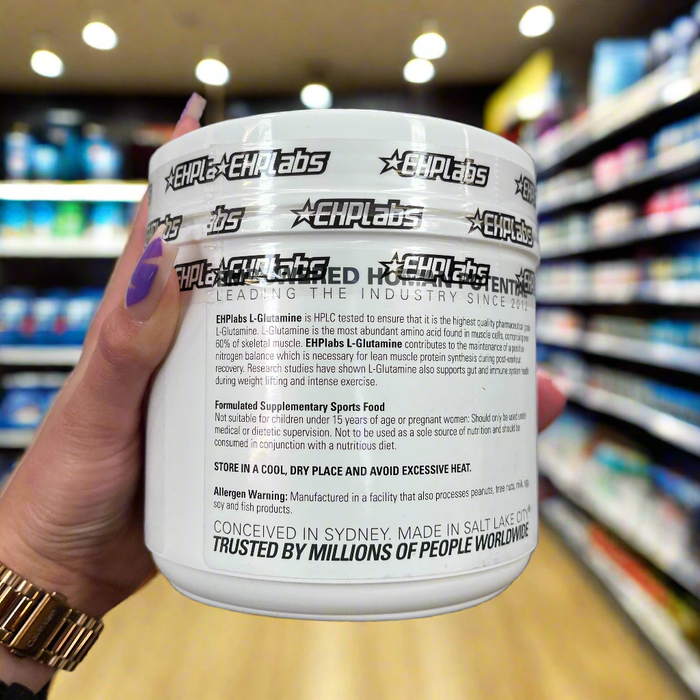 EHPlabs EHPlabs
EHPlabs
EHPlabs EHPlabs
HUMAN POTENTIAL
LEADING THE INDUSTRY SINCE 2012
EHPlabs L-Glutamine is HPLC tested to ensure that it is the highest quality pharmaceutical grade
L-Glutamine. L-Glutamine is the most abundant amino acid found in muscle cells, comprising over
60% of skeletal muscle. EHPlabs L-Glutamine contributes to the maintenance of a positive
nitrogen balance which is necessary for lean muscle protein synthesis during post-workout
recovery. Research studies have shown L-Glutamine also supports gut and immune system health
during weight lifting and intense exercise.
Formulated Supplementary Sports Food
Not suitable for children under 15 years of age or pregnant women: Should only be used under
medical or dietetic supervision. Not to be used as a sole source of nutrition and should be
consumed in conjunction with a nutritious diet.
STORE IN A COOL, DRY PLACE AND AVOID EXCESSIVE HEAT.
Allergen Warning: Manufactured in a facility that also processes peanuts, tree nuts, milk, egg,
soy and fish products.
CONCEIVED IN SYDNEY. MADE IN SALT LAKE CITY
TRUSTED BY MILLIONS OF PEOPLE WORLDWIDE